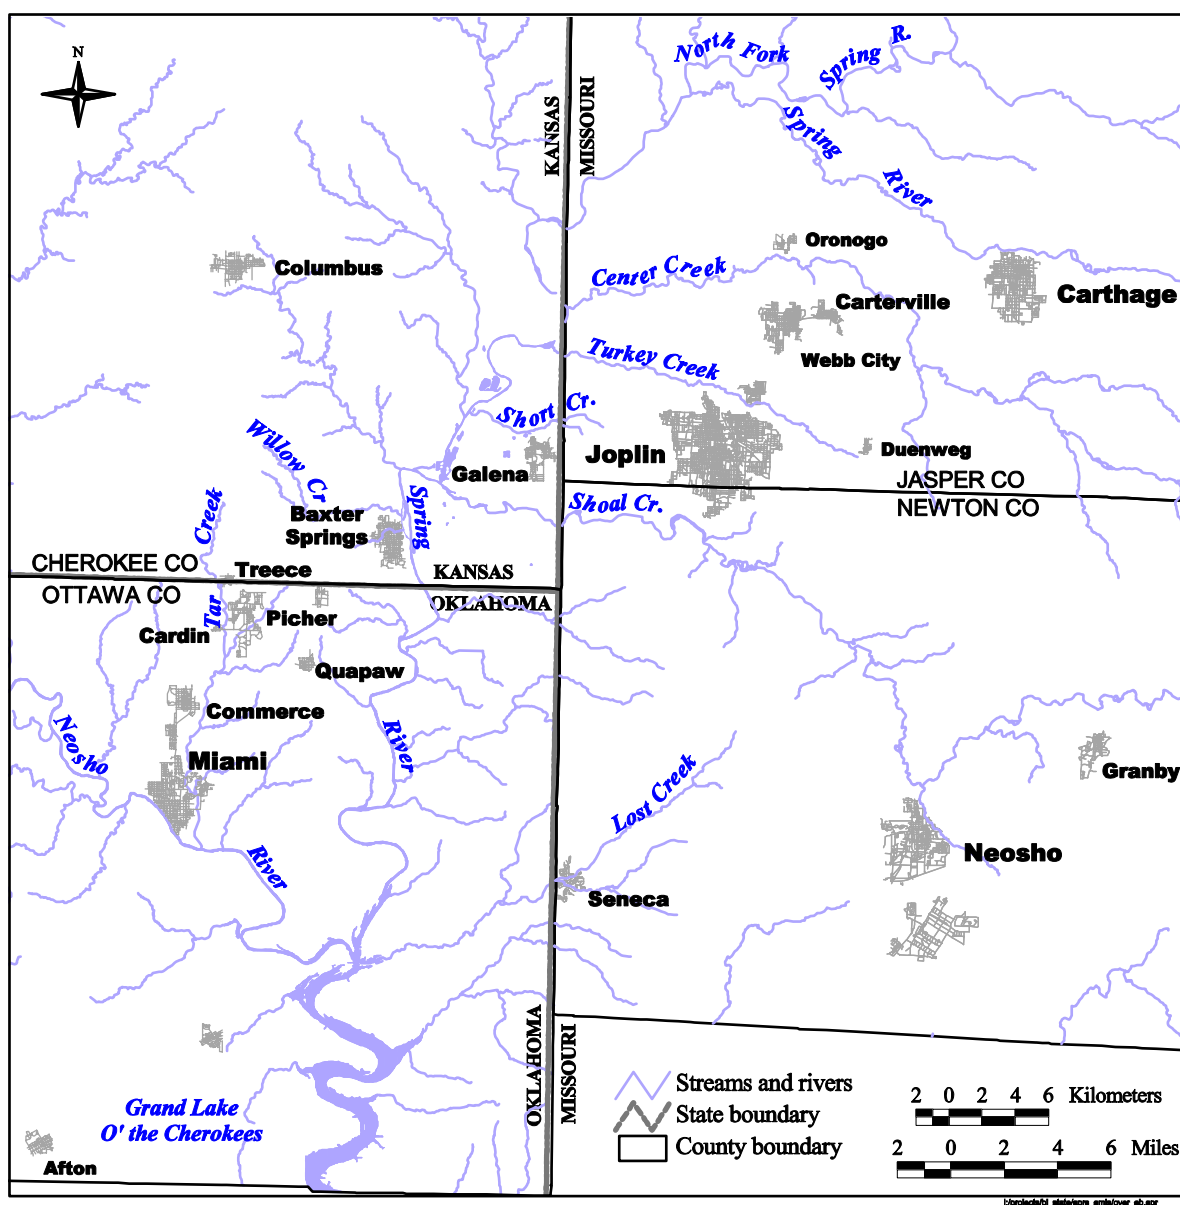 N
North Fork
Spring R.
KANSAS
MISSOURI
Spring
River
Oronogo
Columbus
Center Creek
Carthage
Carterville
Turkey Creek
Webb City
Short Cr.
Willow Cr
Joplin
Duenweg
Galena
JASPER CO
Spring
Creek
Shoal Cr.
NEWTON CO
Baxter
Springs
CHEROKEE CO
Treece
KANSAS
OTTAWA CO
OKLAHOMA
Tar
Picher
Cardin
Quapaw
Commerce
Neosho
River
Miami
Lost Creek
Granby
River
Neosho
Seneca
OKLAHOMA
MISSOURI
Streams and rivers
State boundary
County boundary
2 0 2 4 6 Kilometers
2 0 2 4 6 Miles
Grand Lake
O' the Cherokees
Afton